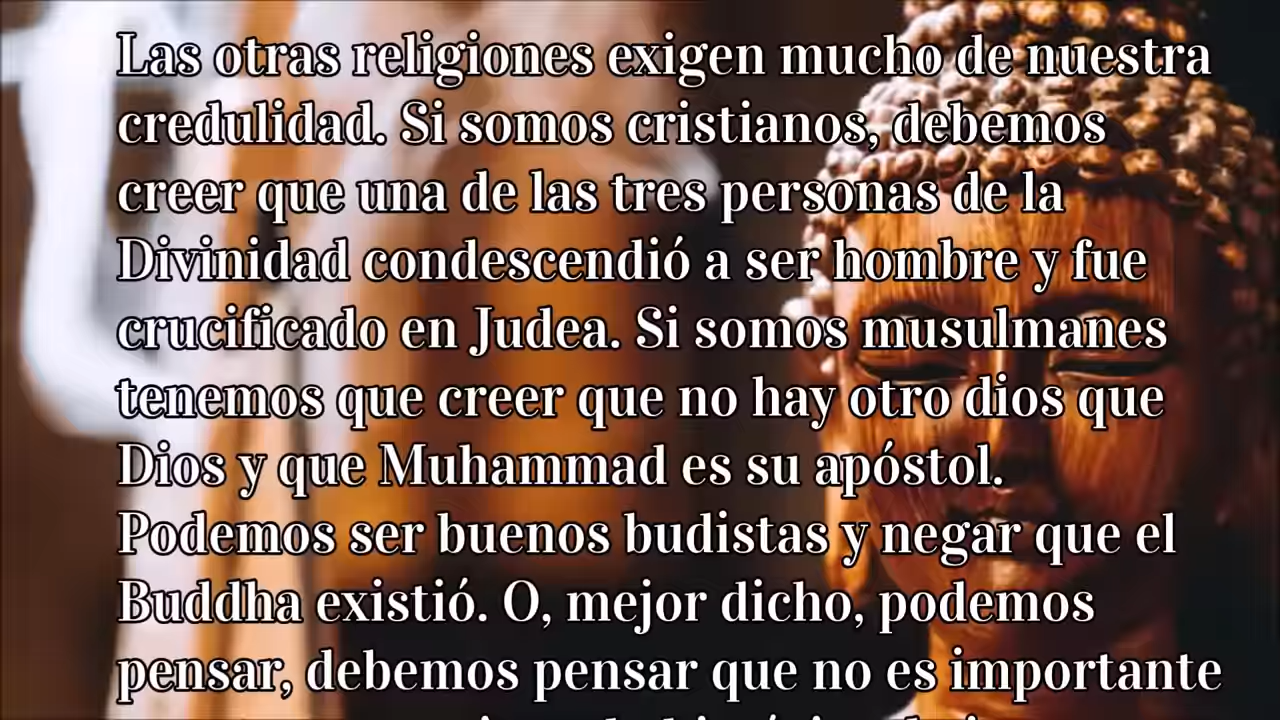 Las otras religiones exigen mucho de nuestra
credulidad. Si somos cristianos, debemos
creer que una de las tres personas de la
Divinidad condescendió a ser hombre y fue
crucificado en Judea. Si somos musulmanes
tenemos que creer que no hay otro dios que
Dios y que Muhammad es su apóstol.
Podemos ser buenos budistas y negar que el
Buddha existió. O, mejor dicho, podemos
pensar, debemos pensar que no es importante